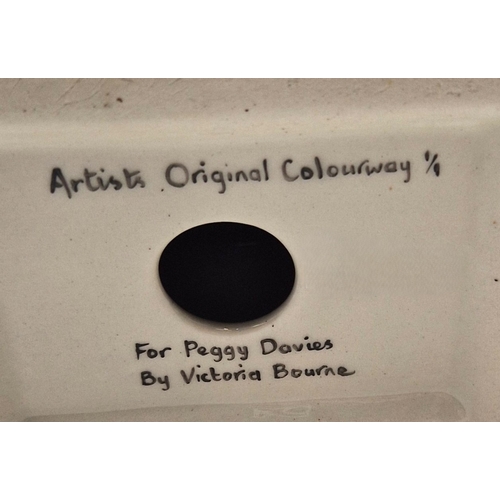 Artists Original Colourway 1/1
For Peggy Davies
By Victoria Bourne